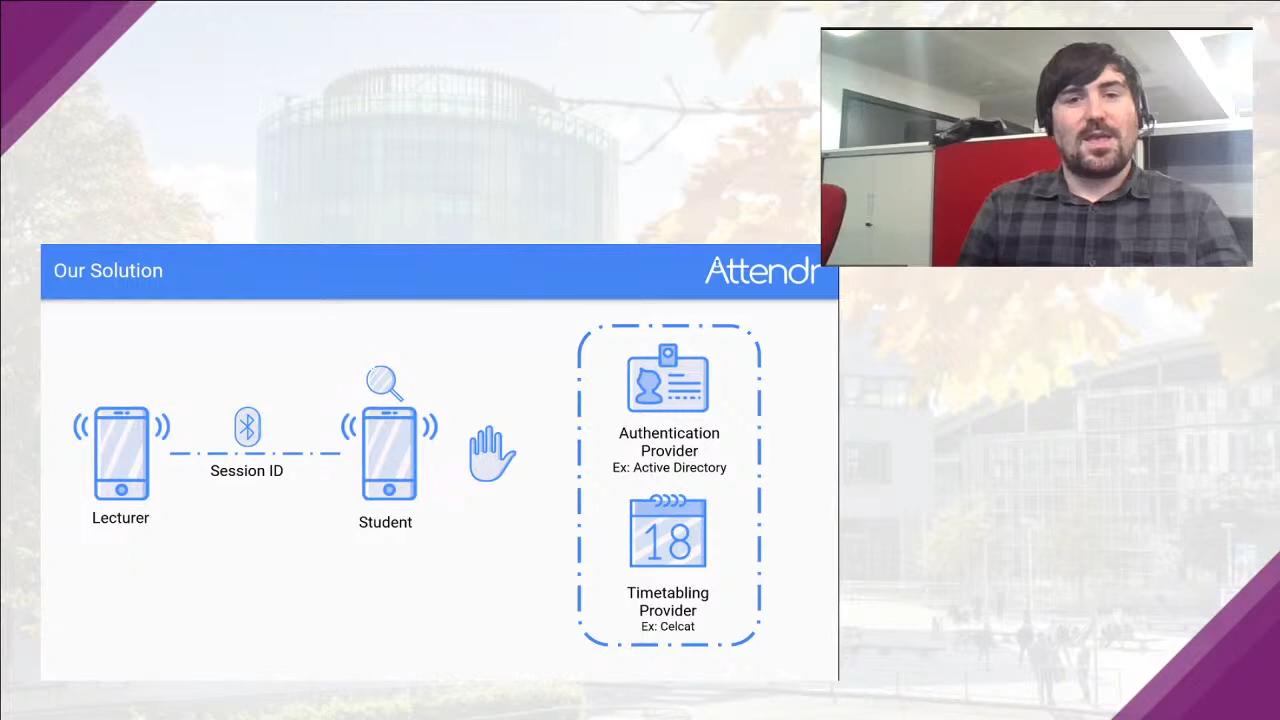 Our Solution
Attendr
Session ID
Lecturer
Student
Authentication
Provider
Ex: Active Directory
18
Timetabling
Provider
Ex: Celcat